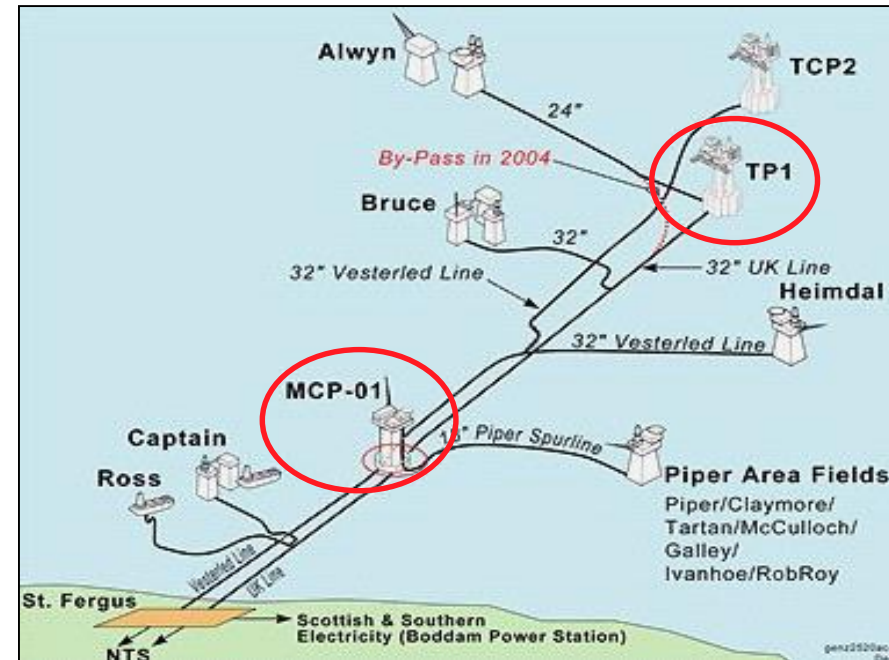 Alwyn
TCP2
24"
By-Pass in 2004
TP1
Bruce
32"
32" Vesterled Line
32" UK Line
Heimdal
32" Vesterled Line
MCP-01
Piper Spurline
Captain
Ross
Piper Area Fields
Piper/Claymore/
Tartan/McCulloch/
Galley/
Ivanhoe/RobRoy
Vesterled Line
UK Line
St. Fergus
Scottish & Southern
Electricity (Boddam Power Station)
NTS